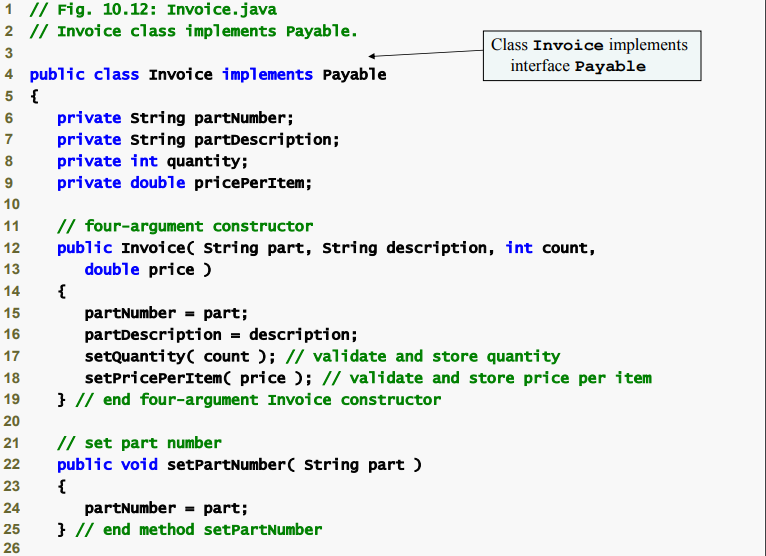 1 // Fig. 10.12: Invoice.java
2 // Invoice class implements Payable.
3
4 public class Invoice implements Payable
Class Invoice implements
interface Payable
5 {
6 private String partNumber;
7 private String partDescription;
8 private int quantity;
9 private double pricePerItem;
10
11 // four-argument constructor
12 public Invoice( String part, String description, int count,
13 double price )
14 {
15 partNumber = part;
16 partDescription = description;
17 setQuantity( count ); // validate and store quantity
18 setPricePerItem( price ); // validate and store price per item
19 } // end four-argument Invoice constructor
20
21 // set part number
22 public void setPartNumber( String part )
23 {
24 partNumber = part;
25 } // end method setPartNumber
26